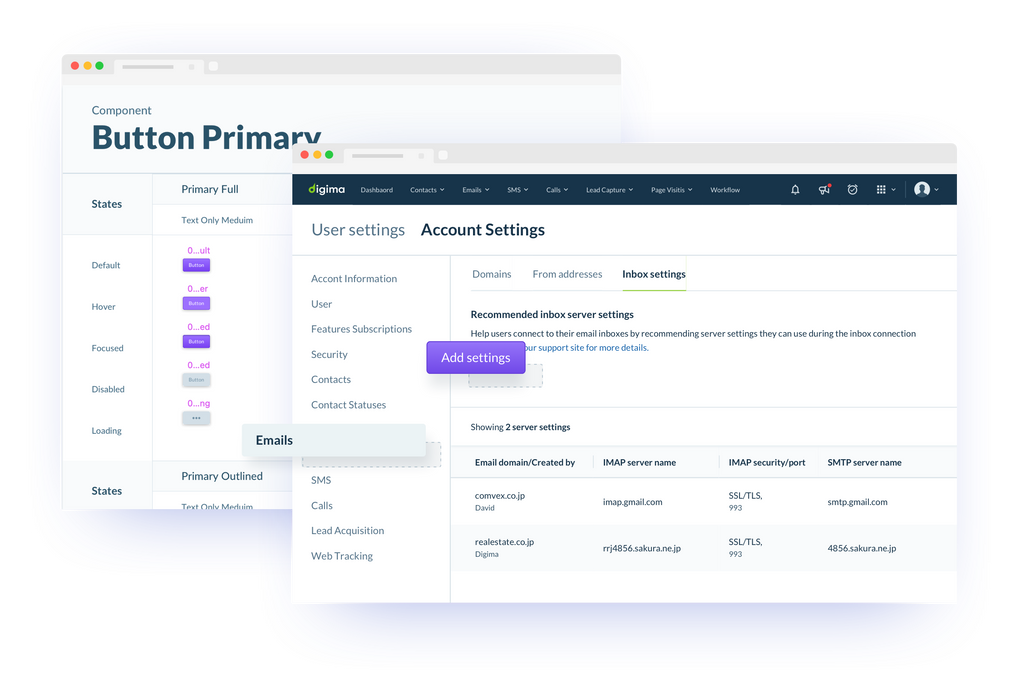 Component
Button Primary
States
Primary Full
Text Only Meduim
Default
0...ult
Button
Hover
0...er
Button
Focused
0...ed
Button
Disabled
0...ed
Button
Loading
0...ng
States
Primary Outlined
Text Only Meduim
digima
Dashbaord
Contacts
Emails
SMS
Calls
Lead Capture
Page Visitis
Workflow
User settings
Account Settings
Accont Information
User
Features Subscriptions
Security
Contacts
Contact Statuses
Emails
SMS
Calls
Lead Acquisition
Web Tracking
Domains
From addresses
Inbox settings
Recommended inbox server settings
Help users connect to their email inboxes by recommending server settings they can use during the inbox connection
our support site for more details.
Add settings
Showing 2 server settings
Email domain/Created by
IMAP server name
IMAP security/port
SMTP server name
comvex.co.jp
David
imap.gmail.com
SSL/TLS,
993
smtp.gmail.com
realestate.co.jp
Digima
rrj4856.sakura.ne.jp
SSL/TLS,
993
4856.sakura.ne.jp